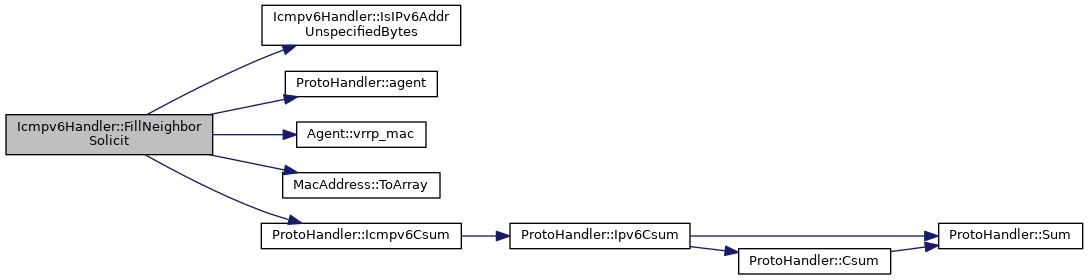 Icmpv6Handler::FillNeighbor
Solicit
Icmpv6Handler::IsIPv6Addr
UnspecifiedBytes
ProtoHandler::agent
Agent::vrrp_mac
MacAddress::ToArray
ProtoHandler::Icmpv6Csum
ProtoHandler::Ipv6Csum
ProtoHandler::Csum
ProtoHandler::Sum